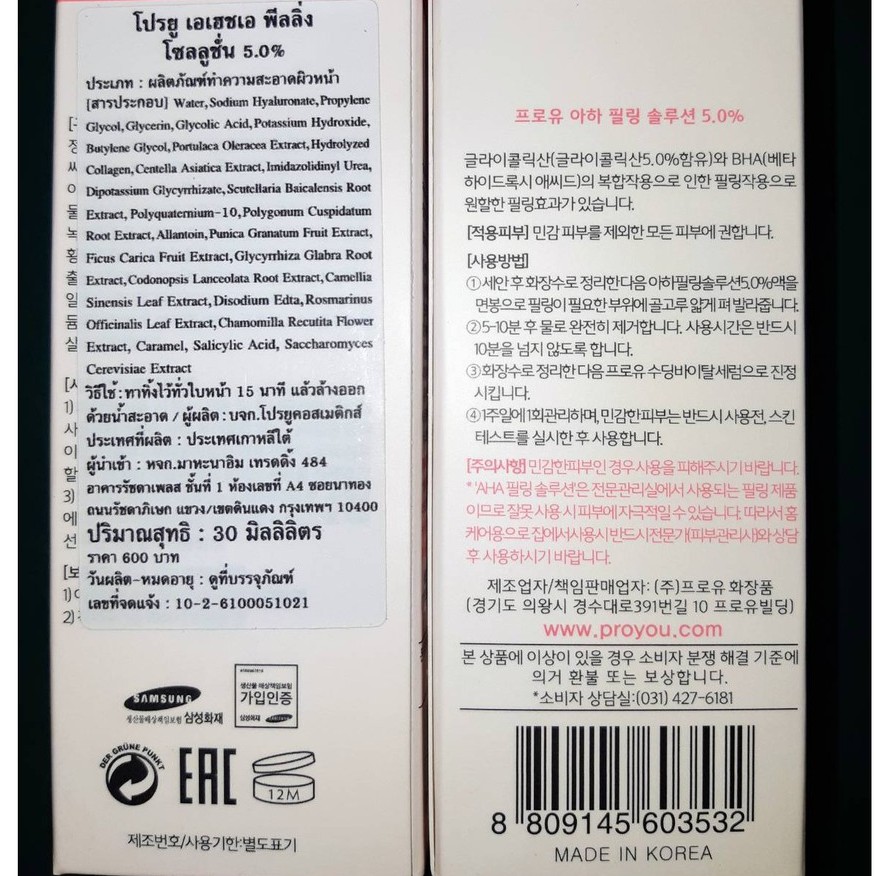 โปรยู เอเฮชเอ พีลลิ่ง
โซลลูชั่น 5.0%
ประเภท : ผลิตภัณฑ์ทำความสะอาดผิวหน้า
[สารประกอบ] Water, Sodium Hyaluronate, Propylene
Glycol, Glycerin, Glycolic Acid, Potassium Hydroxide,
Butylene Glycol, Portulaca Oleracea Extract, Hydrolyzed
Collagen, Centella Asiatica Extract, Imidazolidinyl Urea,
Dipotassium Glycyrrhizate, Scutellaria Baicalensis Root
Extract, Polyquaternium-10, Polygonum Cuspidatum
Root Extract, Allantoin, Punica Granatum Fruit Extract,
Ficus Carica Fruit Extract, Glycyrrhiza Glabra Root
Extract, Codonopsis Lanceolata Root Extract, Camellia
Sinensis Leaf Extract, Disodium Edta, Rosmarinus
Officinalis Leaf Extract, Chamomilla Recutita Flower
Extract, Caramel, Salicylic Acid, Saccharomyces
Cerevisiae Extract
วิธีใช้ : ทาทิ้งไว้ทั่วใบหน้า 15 นาที แล้วล้างออก
ด้วยน้ำสะอาด / ผู้ผลิต : บจก.โปรยูคอสเมติกส์
ประเทศที่ผลิต : ประเทศเกาหลีใต้
ผู้นำเข้า : หจก.มาหะนาอิม เทรดดิ้ง 484
อาคารรัชดาเพลส ชั้นที่ 1 ห้องเลขที่ A4 ซอยนาทอง
ถนนรัชดาภิเษก แขวง/เขตดินแดง กรุงเทพฯ 10400
ปริมาณสุทธิ : 30 มิลลิลิตร
ราคา 600 บาท
วันผลิต-หมดอายุ : ดูที่บรรจุภัณฑ์
เลขที่จดแจ้ง : 10-2-6100051021
SAMSUNG
생산물배상책임보험 삼성화재
생산물 배상책임보험
가입인증
삼성화재 SAMSUNG
DER GRÜNE PUNKT
EAC
12M
제조번호/사용기한:별도표기
프로유 아하 필링 솔루션 5.0%
글라이콜릭산(글라이콜릭산5.0%함유)와 BHA(베타
하이드록시 애씨드)의 복합작용으로 인한 필링작용으로
원할한 필링효과가 있습니다.
[적용피부] 민감 피부를 제외한 모든 피부에 권합니다.
[사용방법]
①세안 후 화장수로 정리한다음 아하필링솔루션5.0%액을
면봉으로 필링이 필요한 부위에 골고루 얇게 펴 발라줍니다.
②5-10분 후 물로 완전히 제거합니다. 사용시간은 반드시
10분을 넘지 않도록 합니다.
③화장수로 정리한 다음 프로유 수딩바이탈세럼으로 진정
시킵니다.
④1주일에 1회관리하며, 민감한피부는 반드시 사용전, 스킨
테스트를 실시한 후 사용합니다.
[주의사항] 민감한피부인 경우 사용을 피해주시기 바랍니다.
* 'AHA 필링 솔루션'은 전문관리실에서 사용되는 필링 제품
이므로 잘못 사용 시 피부에 자극적일 수 있습니다. 따라서 홈
케어용으로 집에서 사용시 반드시 전문가(피부관리사)와 상담
후 사용하시기 바랍니다.
제조업자/책임판매업자: (주)프로유 화장품
(경기도 의왕시 경수대로391번길 10 프로유빌딩)
www.proyou.com
본 상품에 이상이 있을 경우 소비자 분쟁 해결 기준에
의거 환불 또는 보상합니다.
*소비자 상담실:(031) 427-6181
8 809145 603532
MADE IN KOREA